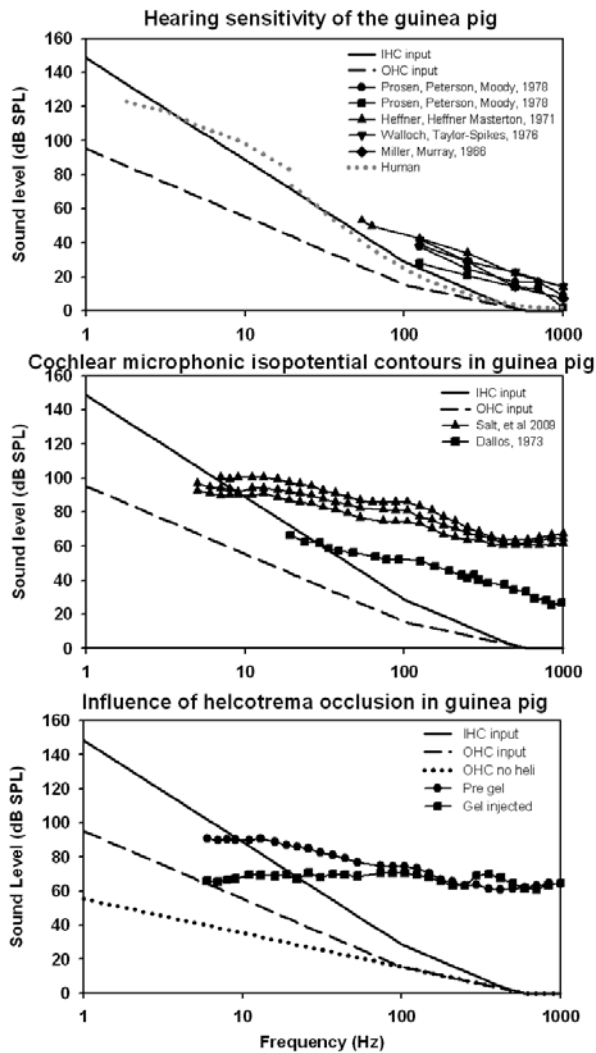 Hearing sensitivity of the guinea pig
160
140
120
100
80
60
40
20
0
Sound level (dB SPL)
IHC input
OHC input
Prosen, Peterson, Moody, 1978
Prosen, Peterson, Moody, 1978
Heffner, Heffner Masterton, 1971
Walloch, Taylor-Spikes, 1976
Miller, Murray, 1966
Human
1 10 100 1000
Cochlear microphonic isopotential contours in guinea pig
160
140
120
100
80
60
40
20
0
Sound level (dB SPL)
IHC input
OHC input
Salt, et al 2009
Dallos, 1973
1 10 100 1000
Influence of helcotrema occlusion in guinea pig
160
140
120
100
80
60
40
20
0
Sound Level (dB SPL)
IHC input
OHC input
OHC no heli
Pre gel
Gel injected
1 10 100 1000
Frequency (Hz)